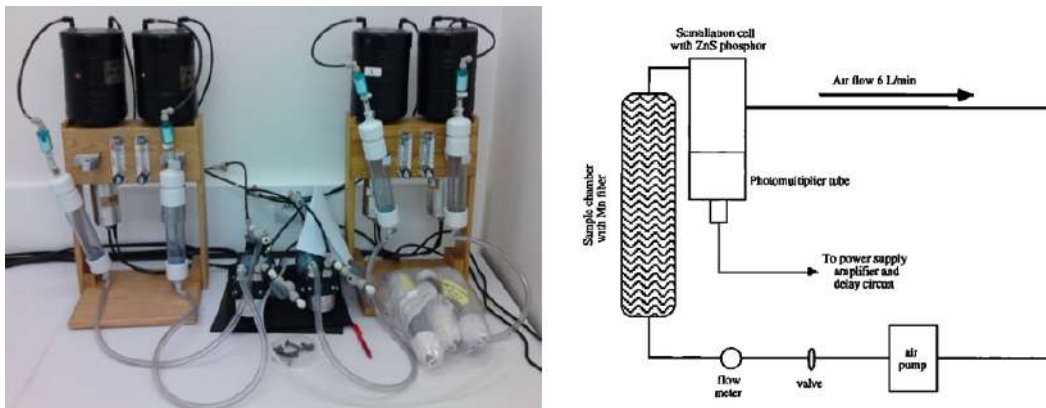 Scintillation cell
with ZnS phosphor
Air flow 6 L/min
Sample chamber
with Mn fiber
Photomultiplier tube
To power supply
amplifier and
delay circust
flow
meter
valve
air
pump